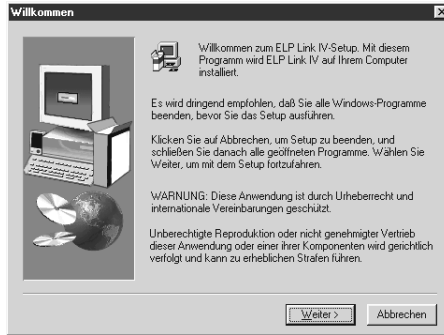 Willkommen
Willkommen zum ELP Link IV-Setup. Mit diesem
Programm wird ELP Link IV auf Ihrem Computer
installiert.
Es wird dringend empfohlen, daß Sie alle Windows-Programme
beenden, bevor Sie das Setup ausführen.
Klicken Sie auf Abbrechen, um Setup zu beenden, und
schließen Sie danach alle geöffneten Programme. Wählen Sie
Weiter, um mit dem Setup fortzufahren.
WARNUNG: Diese Anwendung ist durch Urheberrecht und
internationale Vereinbarungen geschützt.
Unberechtigte Reproduktion oder nicht genehmigter Vertrieb
dieser Anwendung oder einer ihrer Komponenten wird gerichtlich
verfolgt und kann zu erheblichen Strafen führen.
Weiter > Abbrechen